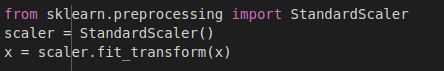 from sklearn.preprocessing import StandardScaler
scaler = StandardScaler()
x = scaler.fit_transform(x)